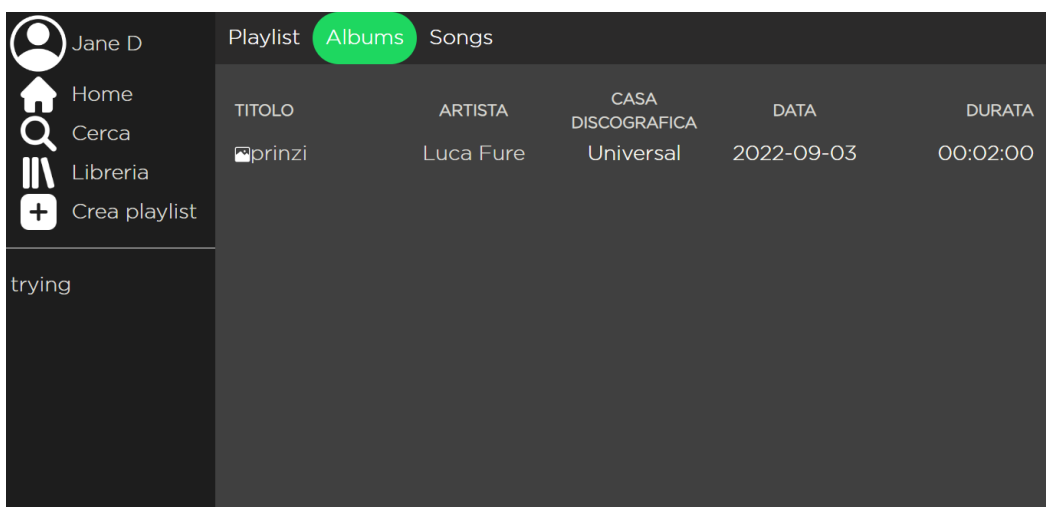 Jane D
Home
Cerca
Libreria
Crea playlist
trying
Playlist Albums Songs
TITOLO ARTISTA CASA DISCOGRAFICA DATA DURATA
prinzi Luca Fure Universal 2022-09-03 00:02:00